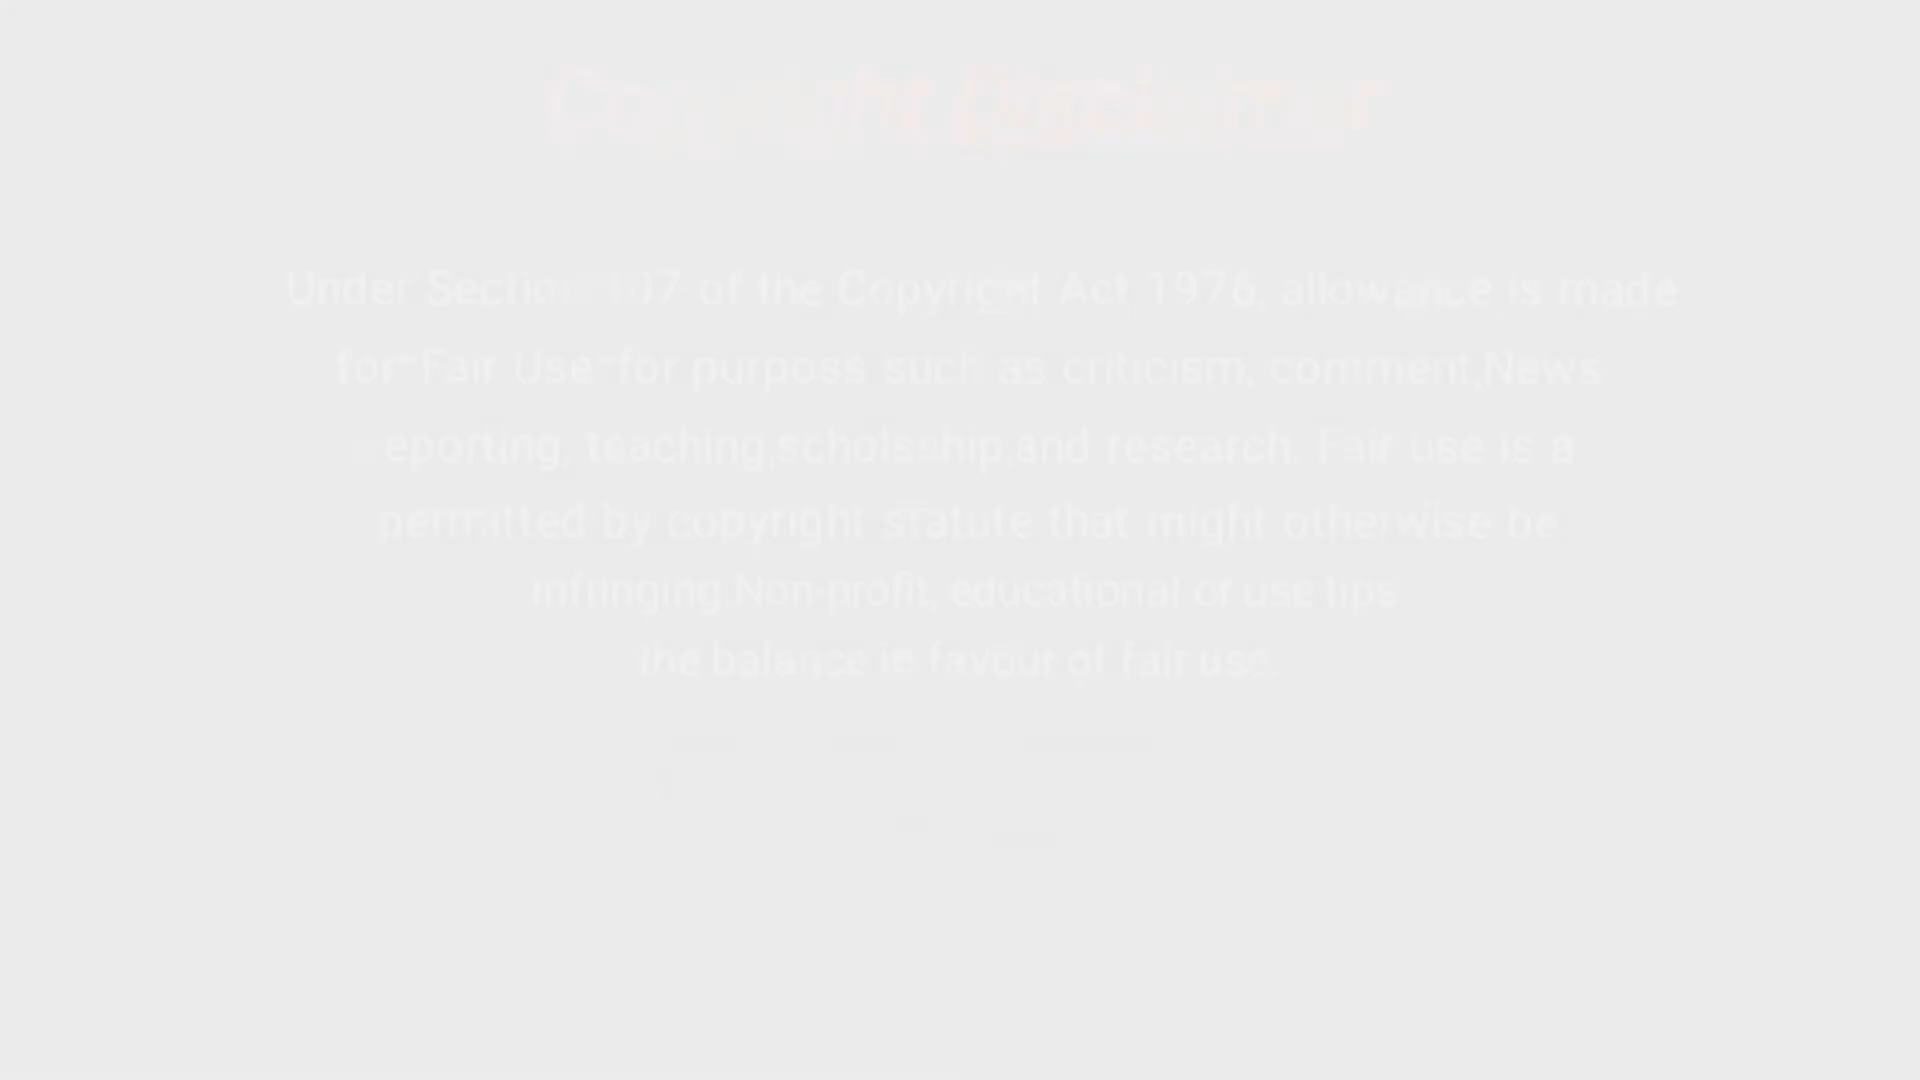 Copyright Disclaimer
Under Section 107 of the Copyright Act 1976, allowance is made
for "Fair Use" for purposs such as criticism, comment,News
reporting, teaching,scholsship,and research. Fair use is a
permitted by copyright statute that might otherwise be
infringing.Non-profit, educational or use tips
the balance in favour of fair use.